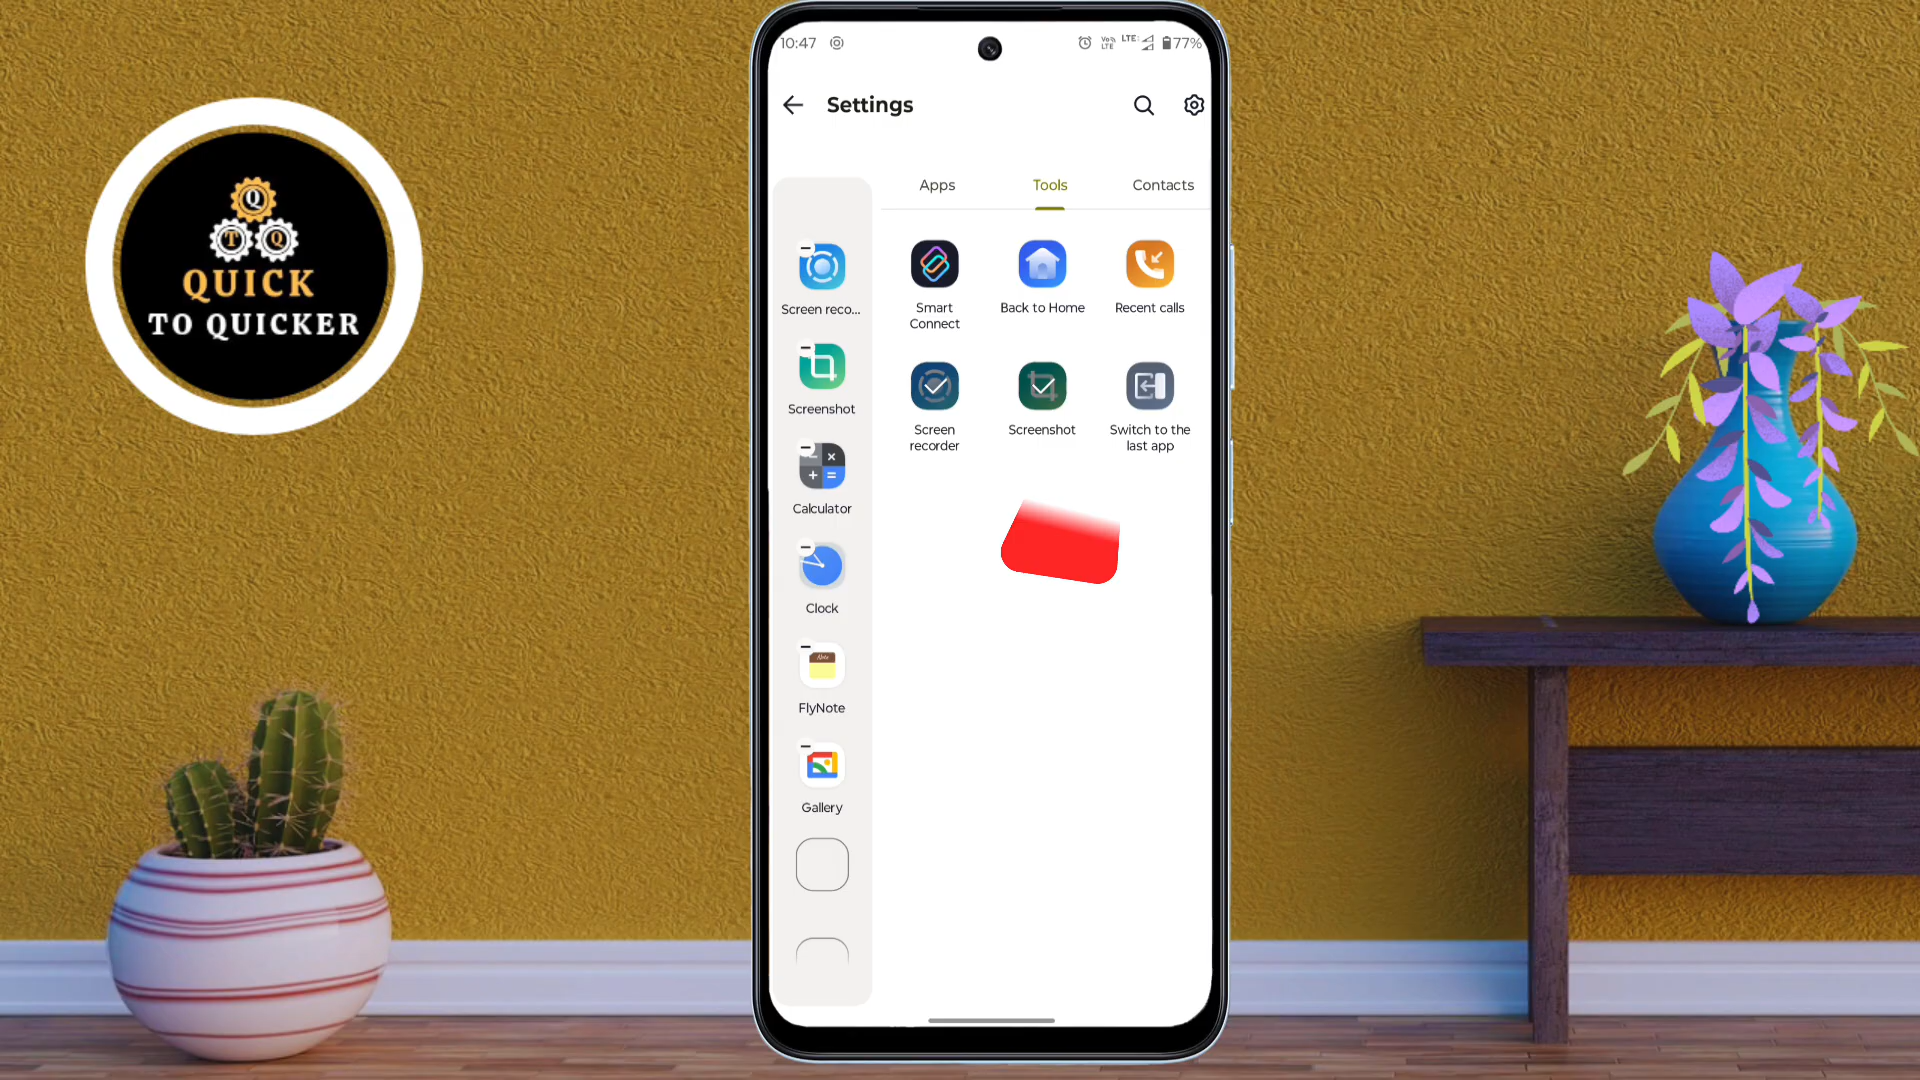 QUICK
TO QUICKER
Q
T
Q
10:47
LTE
77%
Settings
Apps
Tools
Contacts
Screen reco...
Screenshot
Calculator
Clock
FlyNote
Gallery
Smart
Connect
Back to Home
Recent calls
Screen
recorder
Screenshot
Switch to the
last app